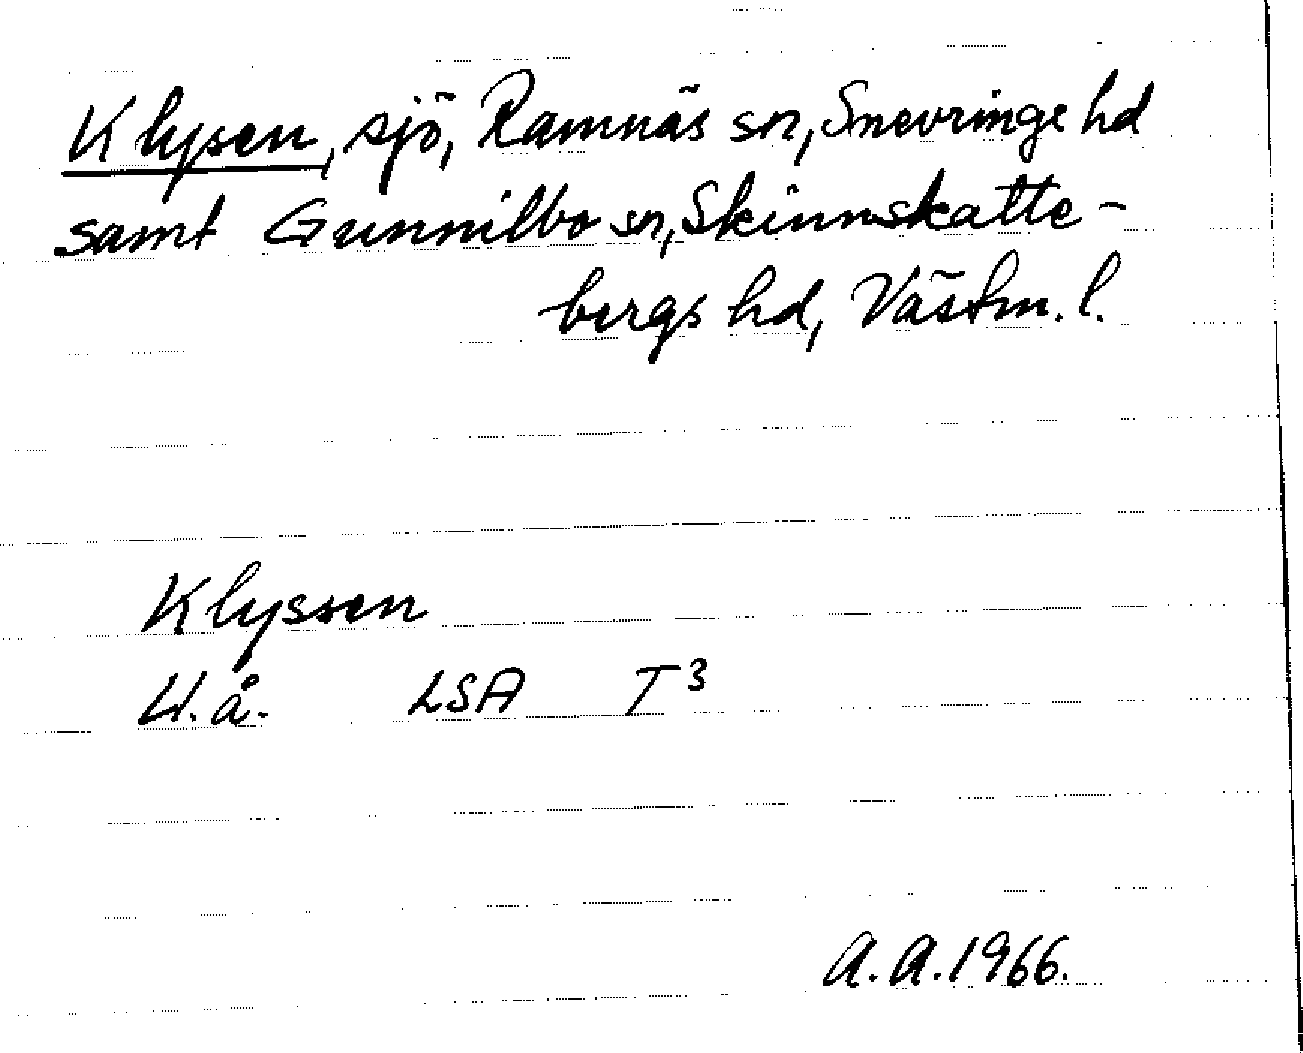 Klysen, sjö, Ramnäs sn, Snevringe hd
samt Gunnilbo sn, Skinnskatte-
bergs hd, Västm. l.
Klyssen
U.å. LSA T3
A.A. 1966.